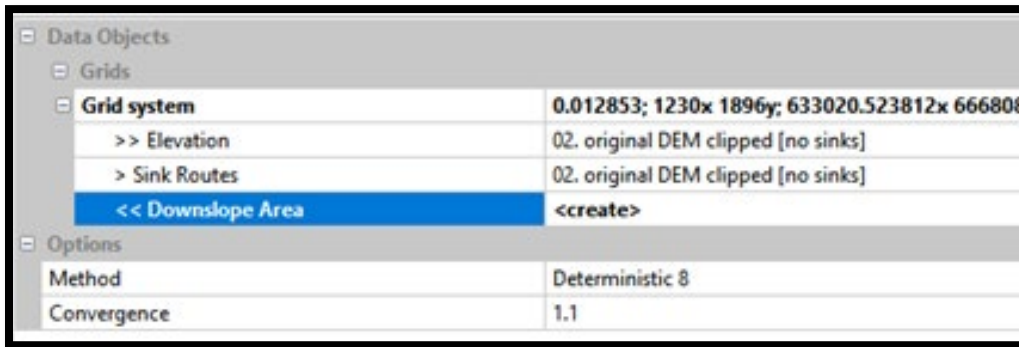 Data Objects
Grids
Grid system 0.012853; 1230x 1896y; 633020.523812x 666808
>> Elevation 02. original DEM clipped [no sinks]
> Sink Routes 02. original DEM clipped [no sinks]
<< Downslope Area <create>
Options
Method Deterministic 8
Convergence 1.1